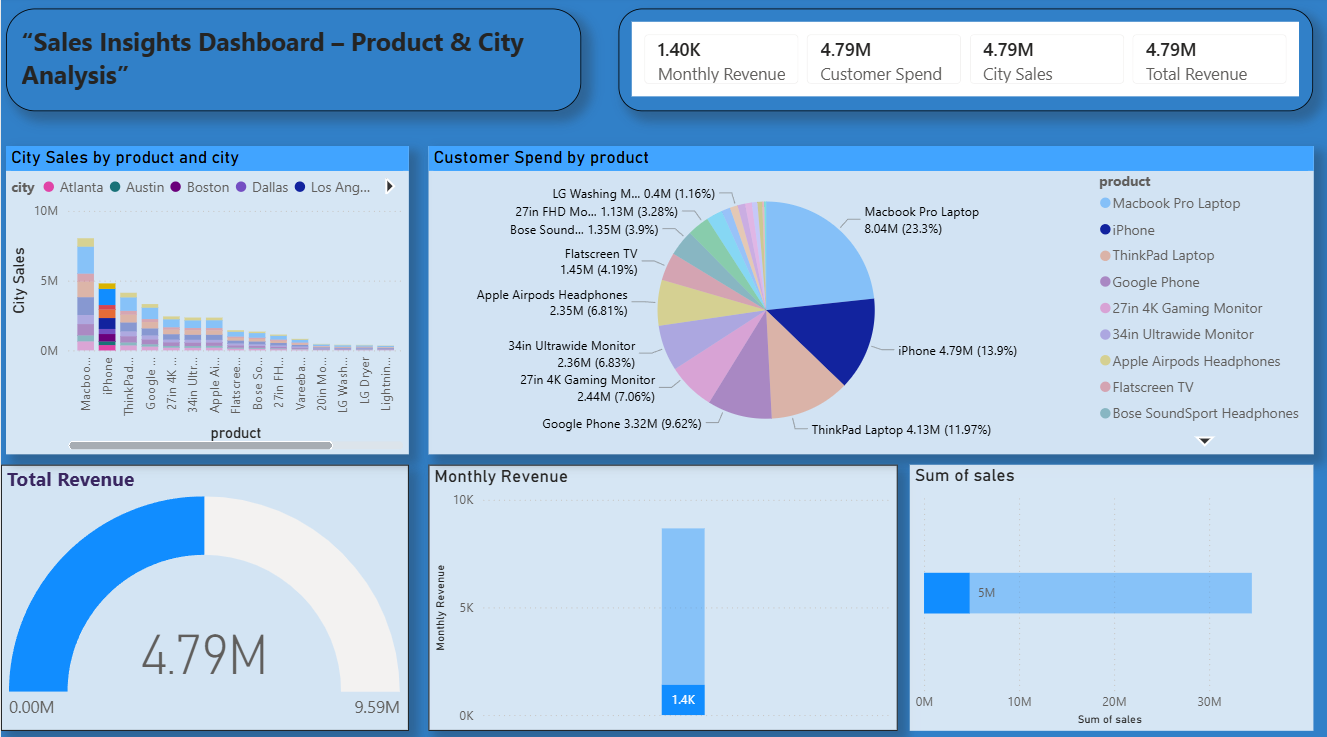 “Sales Insights Dashboard – Product & City
Analysis”
1.40K
Monthly Revenue
4.79M
Customer Spend
4.79M
City Sales
4.79M
Total Revenue
City Sales by product and city
city Atlanta Austin Boston Dallas Los Ang...
10M
5M
0M
City Sales
Macboo...
iPhone
ThinkPad...
Google...
27in 4K ...
34in Ultr...
Apple Ai...
Flatscree...
Bose So...
27in FH...
Vareeba...
20in Mo...
LG Wash...
LG Dryer
Lightnin...
product
Customer Spend by product
LG Washing M... 0.4M (1.16%)
27in FHD Mo... 1.13M (3.28%)
Bose Sound... 1.35M (3.9%)
Flatscreen TV
1.45M (4.19%)
Apple Airpods Headphones
2.35M (6.81%)
34in Ultrawide Monitor
2.36M (6.83%)
27in 4K Gaming Monitor
2.44M (7.06%)
Google Phone 3.32M (9.62%)
ThinkPad Laptop 4.13M (11.97%)
iPhone 4.79M (13.9%)
Macbook Pro Laptop
8.04M (23.3%)
product
Macbook Pro Laptop
iPhone
ThinkPad Laptop
Google Phone
27in 4K Gaming Monitor
34in Ultrawide Monitor
Apple Airpods Headphones
Flatscreen TV
Bose SoundSport Headphones
Total Revenue
4.79M
0.00M
9.59M
Monthly Revenue
10K
5K
0K
Monthly Revenue
1.4K
Sum of sales
5M
0M
10M
20M
30M
Sum of sales